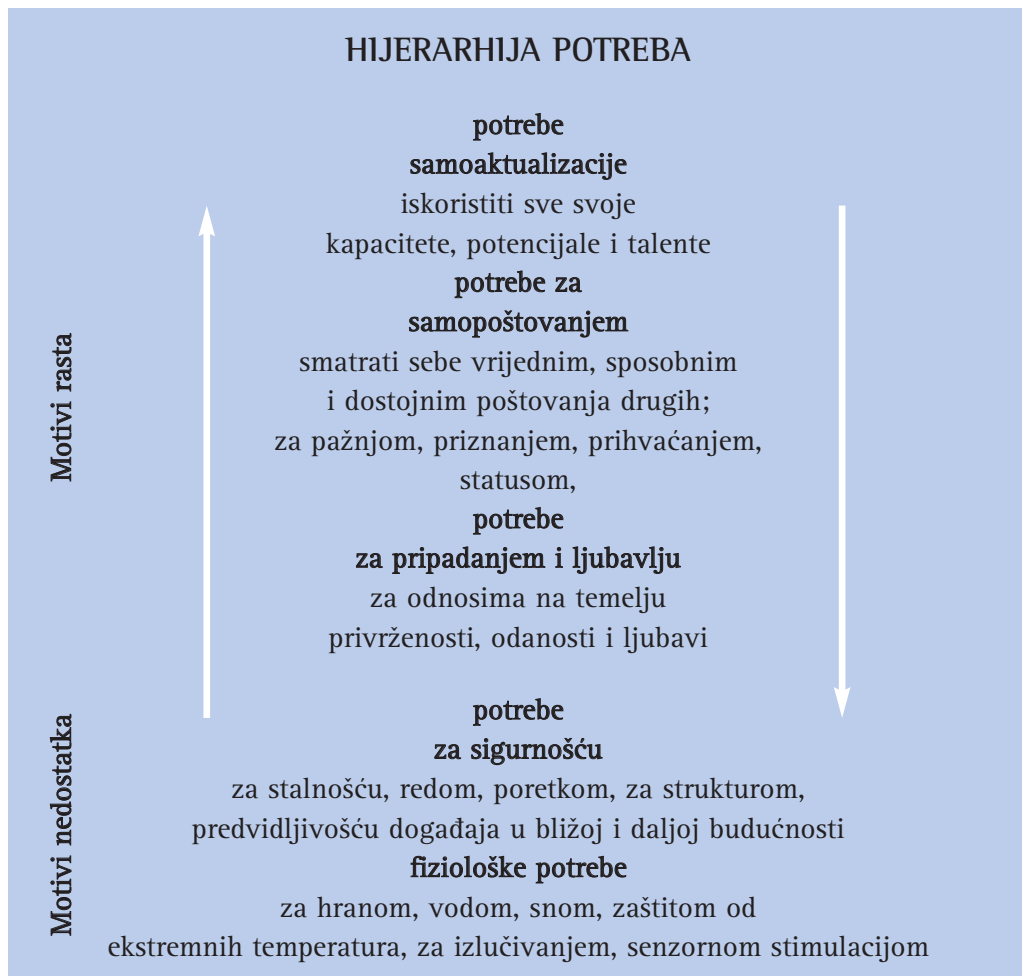 HIJERARHIJA POTREBA
potrebe
samoaktualizacije
iskoristiti sve svoje
kapacitete, potencijale i talente
potrebe za
samopoštovanjem
smatrati sebe vrijednim, sposobnim
i dostojnim poštovanja drugih;
za pažnjom, priznanjem, prihvaćanjem,
statusom,
potrebe
za pripadanjem i ljubavlju
za odnosima na temelju
privrženosti, odanosti i ljubavi
Motivi rasta
potrebe
za sigurnošću
za stalnošću, redom, poretkom, za strukturom,
predvidljivošću događaja u bližoj i daljoj budućnosti
fiziološke potrebe
za hranom, vodom, snom, zaštitom od
ekstremnih temperatura, za izlučivanjem, senzornom stimulacijom
Motivi nedostatka